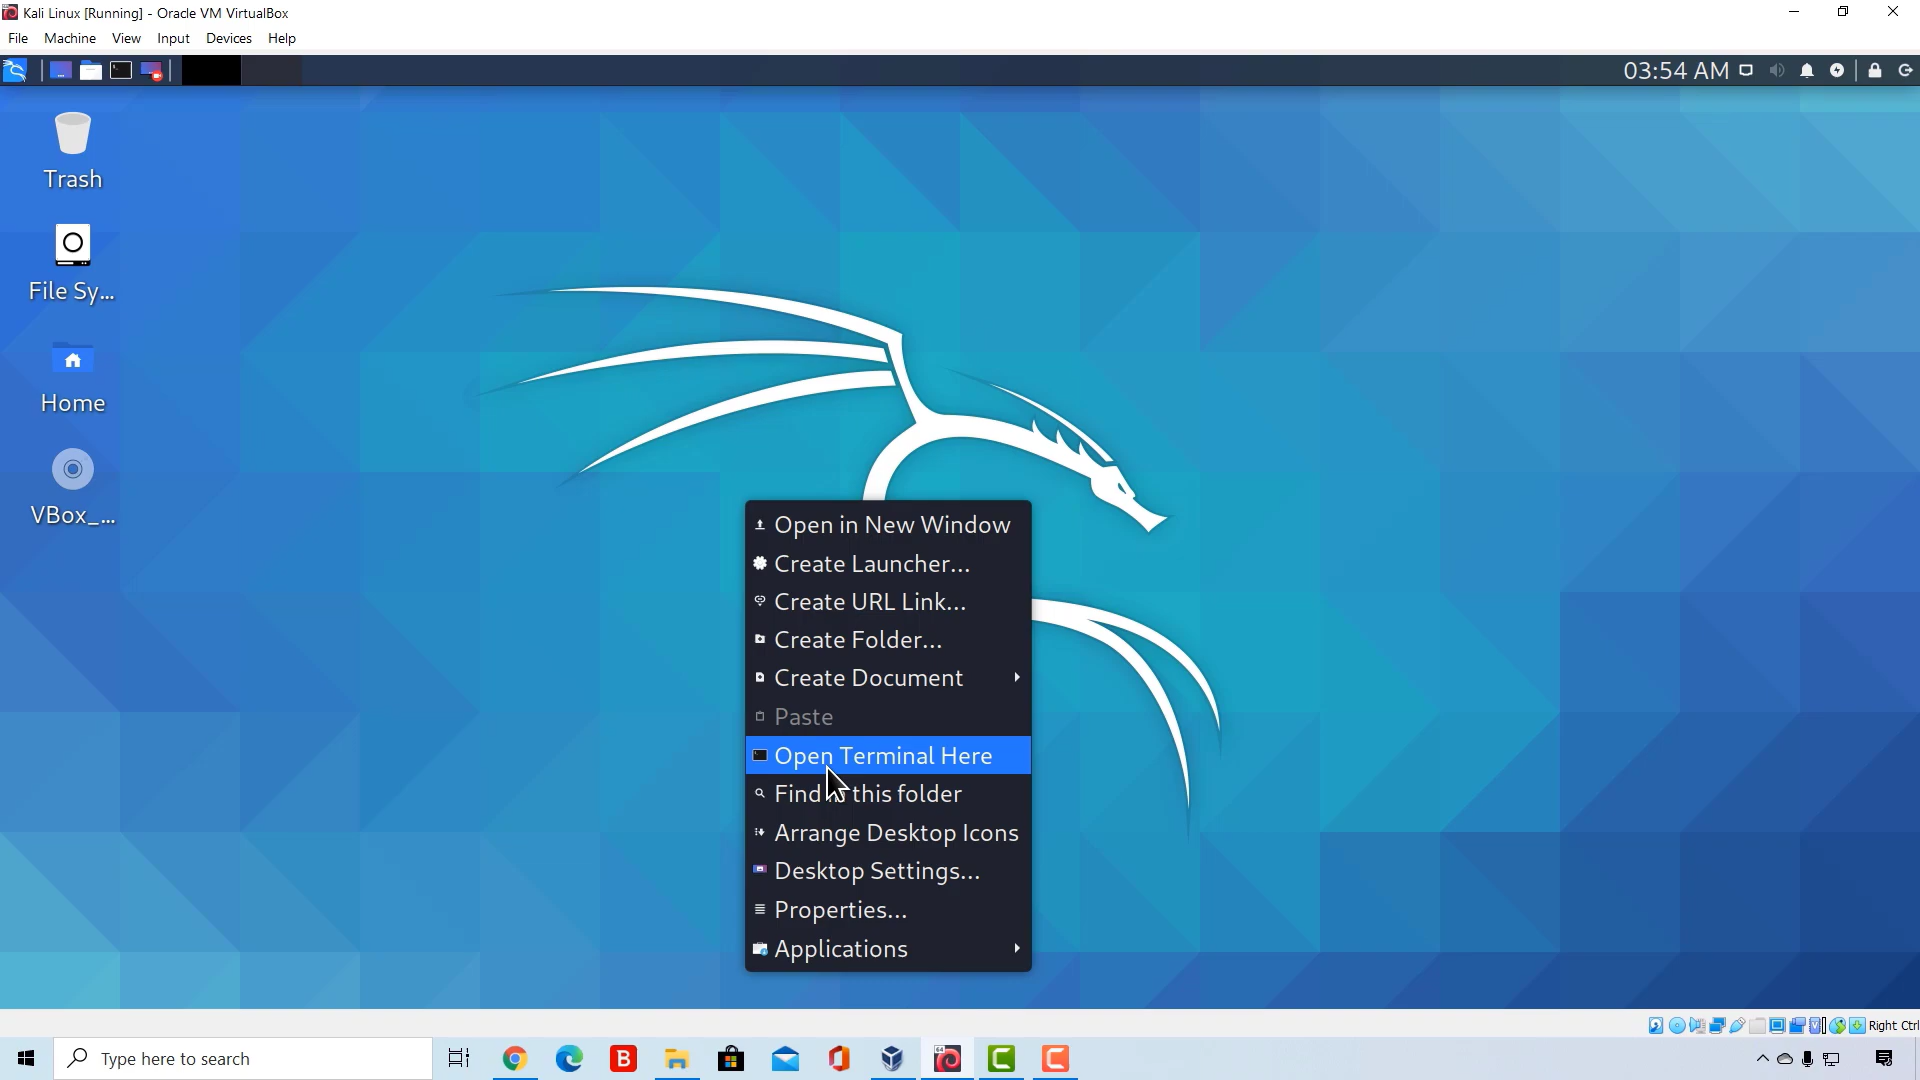 Kali Linux [Running] - Oracle VM VirtualBox
File Machine View Input Devices Help
03:54 AM
Trash
File Sy...
Home
VBox_...
Open in New Window
Create Launcher...
Create URL Link...
Create Folder...
Create Document
Paste
Open Terminal Here
Find in this folder
Arrange Desktop Icons
Desktop Settings...
Properties...
Applications
Right Ctrl
Type here to search